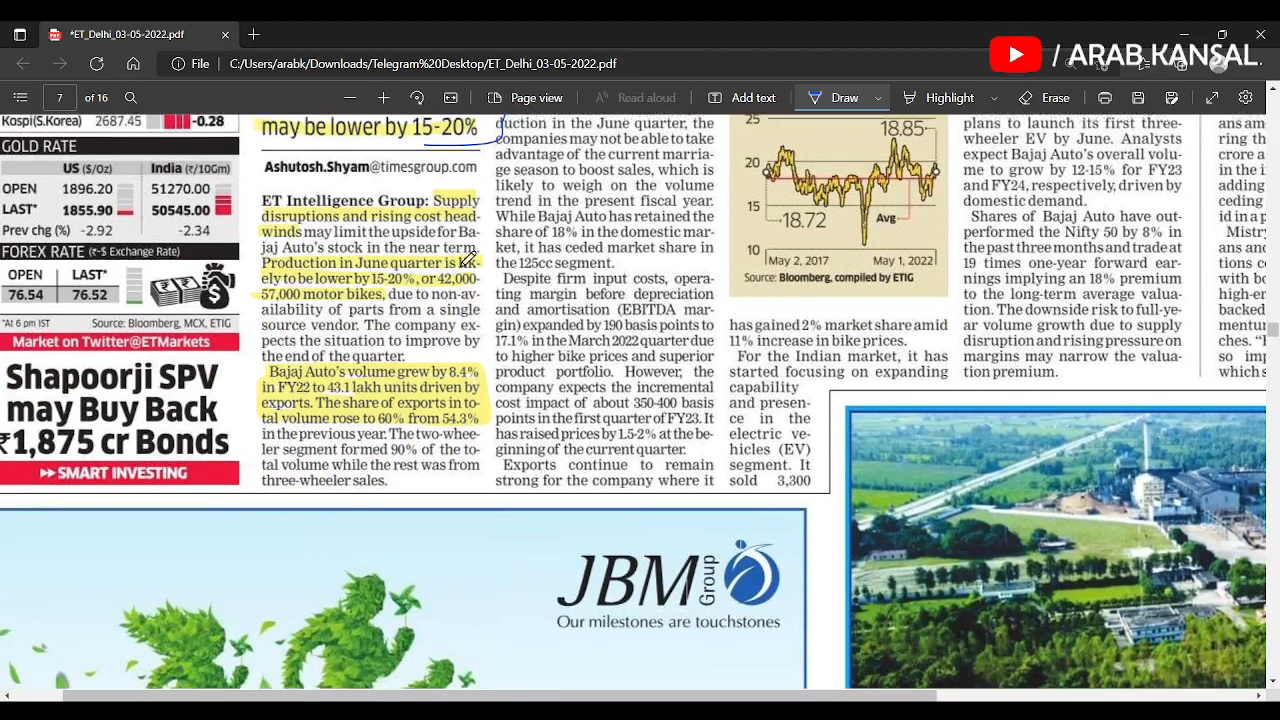 *ET_Delhi_03-05-2022.pdf
/ ARAB KANSAL
File
C:/Users/arabk/Downloads/Telegram%20Desktop/ET_Delhi_03-05-2022.pdf
7 of 16
Page view
Read aloud
Add text
Draw
Highlight
Erase
Kospi(S.Korea) 2687.45 -0.28
GOLD RATE
US ($/Oz) India (₹/10Gm)
OPEN 1896.20 51270.00
LAST* 1855.90 50545.00
Prev chg (%) -2.92 -2.34
FOREX RATE (₹-$ Exchange Rate)
OPEN LAST*
76.54 76.52
*At 6 pm IST Source: Bloomberg, MCX, ETIG
Market on Twitter@ETMarkets
Shapoorji SPV
may Buy Back
₹1,875 cr Bonds
SMART INVESTING
may be lower by 15-20%
Ashutosh.Shyam@timesgroup.com
ET Intelligence Group: Supply
disruptions and rising cost head-
winds may limit the upside for Ba-
jaj Auto's stock in the near term.
Production in June quarter is lik-
ely to be lower by 15-20%, or 42,000-
57,000 motor bikes, due to non-av-
ailability of parts from a single
source vendor. The company ex-
pects the situation to improve by
the end of the quarter.
Bajaj Auto's volume grew by 8.4%
in FY22 to 43.1 lakh units driven by
exports. The share of exports in to-
tal volume rose to 60% from 54.3%
in the previous year. The two-whee-
ler segment formed 90% of the to-
tal volume while the rest was from
three-wheeler sales.
duction in the June quarter, the
companies may not be able to take
advantage of the current marria-
ge season to boost sales, which is
likely to weigh on the volume
trend in the present fiscal year.
While Bajaj Auto has retained the
share of 18% in the domestic mar-
ket, it has ceded market share in
the 125cc segment.
Despite firm input costs, opera-
ting margin before depreciation
and amortisation (EBITDA mar-
gin) expanded by 190 basis points to
17.1% in the March 2022 quarter due
to higher bike prices and superior
product portfolio. However, the
company expects the incremental
cost impact of about 350-400 basis
points in the first quarter of FY23. It
has raised prices by 1.5-2% at the be-
ginning of the current quarter.
Exports continue to remain
strong for the company where it
25
18.85
20
15
18.72
Avg
10
May 2, 2017 May 1, 2022
Source: Bloomberg, compiled by ETIG
has gained 2% market share amid
11% increase in bike prices.
For the Indian market, it has
started focusing on expanding
capability
and presen-
ce in the
electric ve-
hicles (EV)
segment. It
sold 3,300
plans to launch its first three-
wheeler EV by June. Analysts
expect Bajaj Auto's overall volu-
me to grow by 12-15% for FY23
and FY24, respectively, driven by
domestic demand.
Shares of Bajaj Auto have out-
performed the Nifty 50 by 8% in
the past three months and trade at
19 times one-year forward earn-
ings implying an 18% premium
to the long-term average valua-
tion. The downside risk to full-ye-
ar volume growth due to supply
disruption and rising pressure on
margins may narrow the valua-
tion premium.
ans am
ring th
crore a
in the i
adding
ceding
id in a p
Mistry
ans anc
tions c
with b
high-en
backed
mentu
ches. "
so imp
which s
JBM Group
Our milestones are touchstones